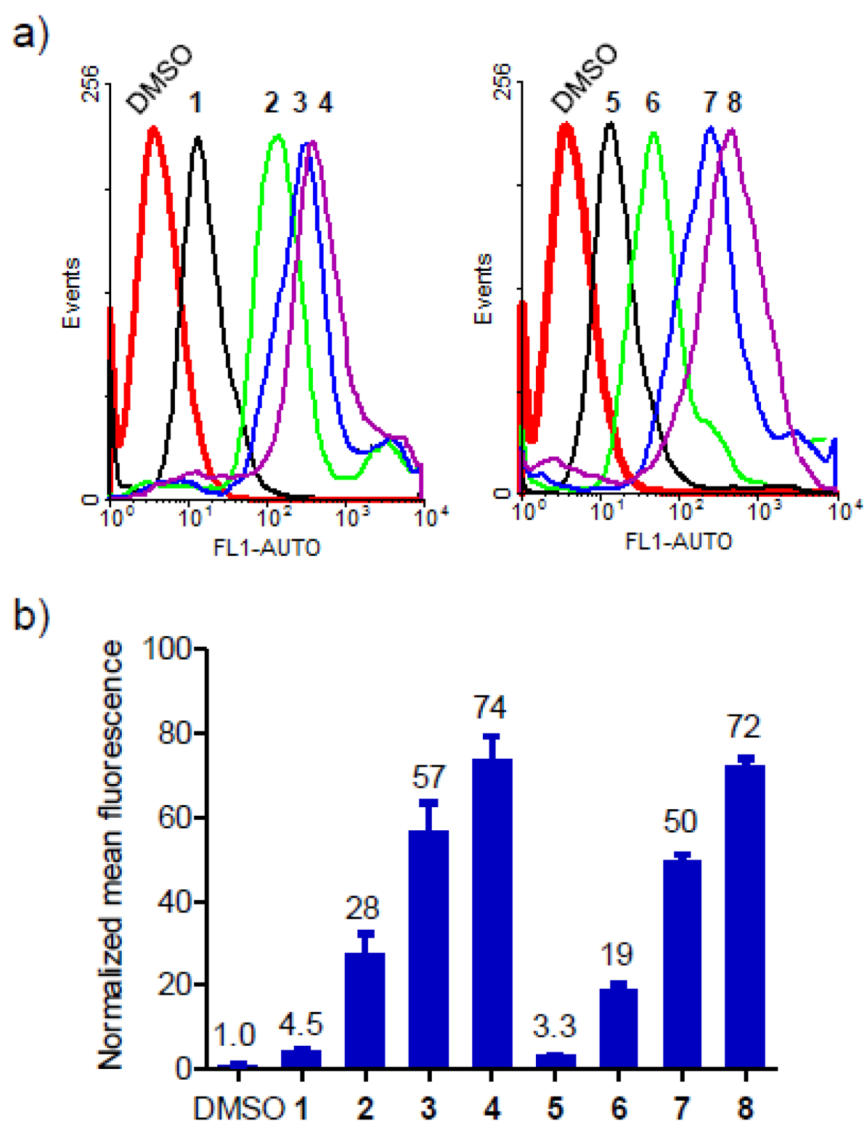 a)
256
DMSO 1 2 3 4
Events
0
10⁰ 10¹ 10² 10³ 10⁴
FL1-AUTO
256
DMSO 5 6 7 8
Events
0
10⁰ 10¹ 10² 10³ 10⁴
FL1-AUTO
b)
Normalized mean fluorescence
100
80
60
40
20
0
1.0
4.5
28
57
74
3.3
19
50
72
DMSO 1 2 3 4 5 6 7 8